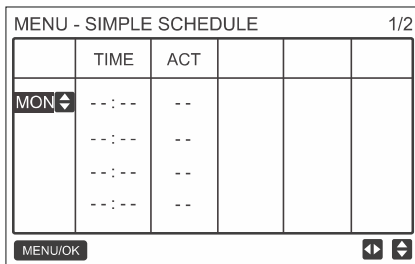 MENU - SIMPLE SCHEDULE 1/2
TIME ACT
MON --:-- --
--:-- --
--:-- --
--:-- --
MENU/OK